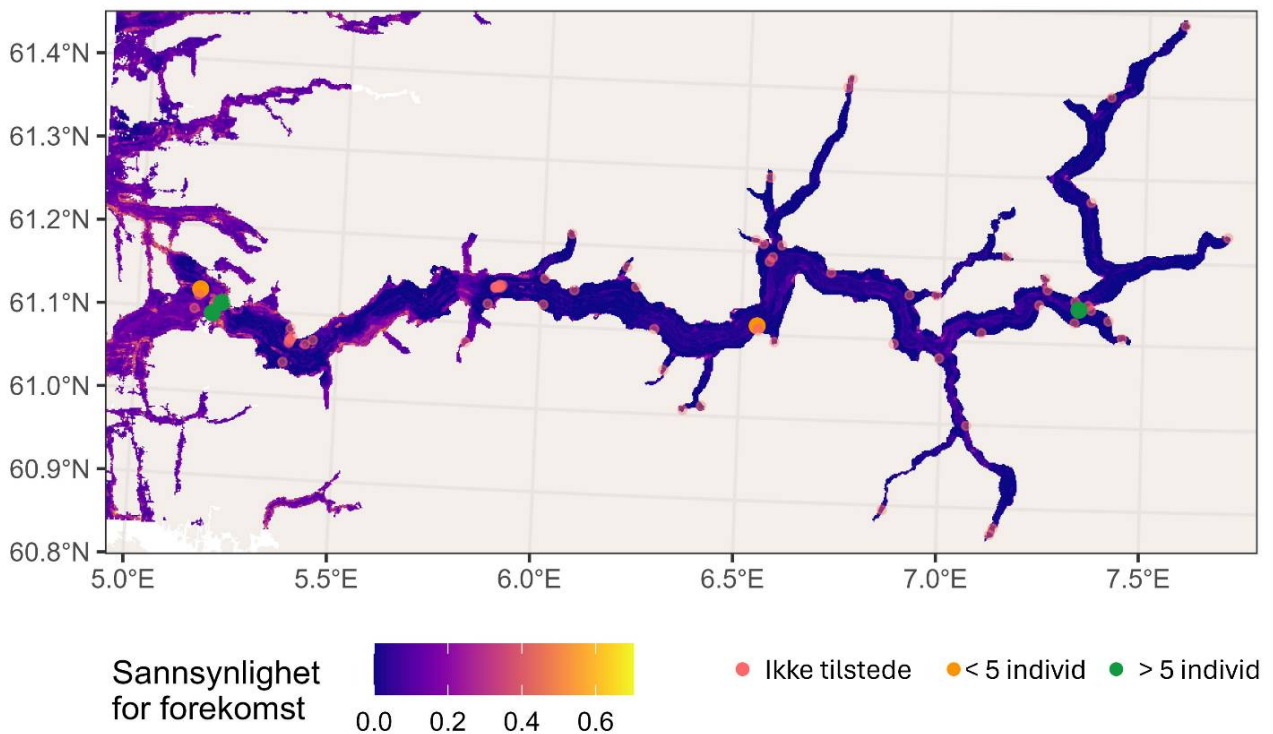 61.4°N
61.3°N
61.2°N
61.1°N
61.0°N
60.9°N
60.8°N
5.0°E 5.5°E 6.0°E 6.5°E 7.0°E 7.5°E
Sannsynlighet
for forekomst
0.0 0.2 0.4 0.6
Ikke tilstede < 5 individ > 5 individ